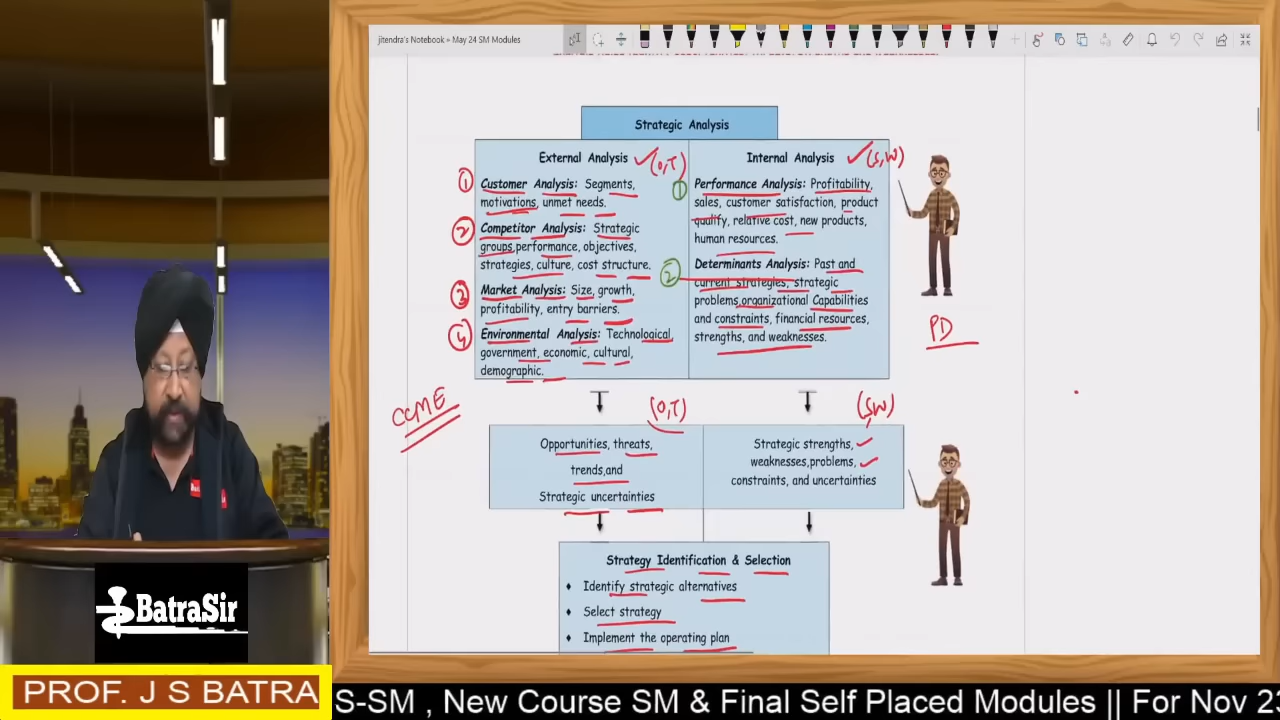 jitendra's Notebook + May 24 SM Modules
Strategic Analysis
External Analysis (O,T)
① Customer Analysis: Segments,
motivations, unmet needs.
② Competitor Analysis: Strategic
groups,performance, objectives,
strategies, culture, cost structure.
③ Market Analysis: Size, growth,
profitability, entry barriers.
④ Environmental Analysis: Technological,
government, economic, cultural,
demographic.
Internal Analysis (S,W)
① Performance Analysis: Profitability,
sales, customer satisfaction, product
quality, relative cost, new products,
human resources.
② Determinants Analysis: Past and
current strategies, strategic
problems,organizational Capabilities
and constraints, financial resources,
strengths, and weaknesses.
PD
CCME
(O,T)
(S,W)
Opportunities, threats,
trends,and
Strategic uncertainties
Strategic strengths,
weaknesses,problems,
constraints, and uncertainties
Strategy Identification & Selection
♦ Identify strategic alternatives
♦ Select strategy
♦ Implement the operating plan
BatraSir
PROF. J S BATRA
S-SM , New Course SM & Final Self Placed Modules || For Nov 23